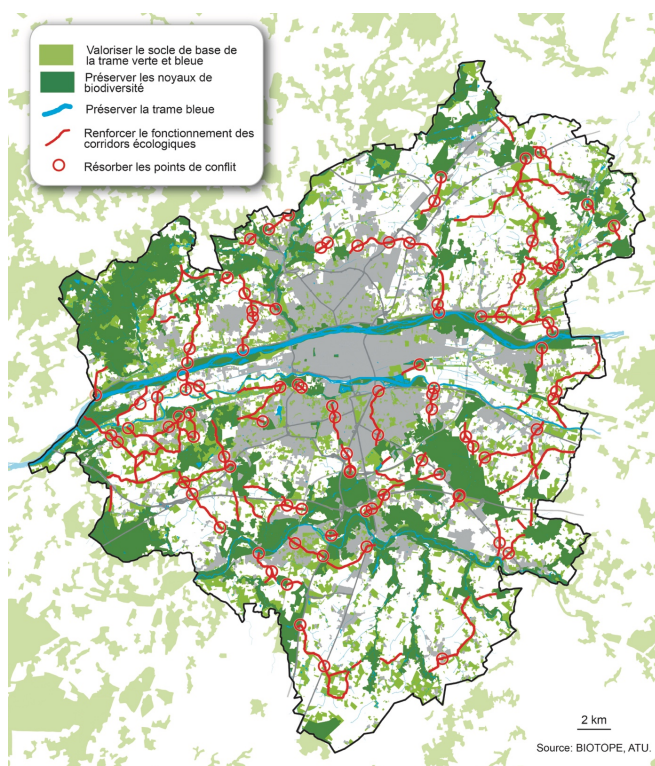 Valoriser le socle de base de
la trame verte et bleue
Préserver les noyaux de
biodiversité
Préserver la trame bleue
Renforcer le fonctionnement des
corridors écologiques
Résorber les points de conflit
2 km
Source: BIOTOPE, ATU.